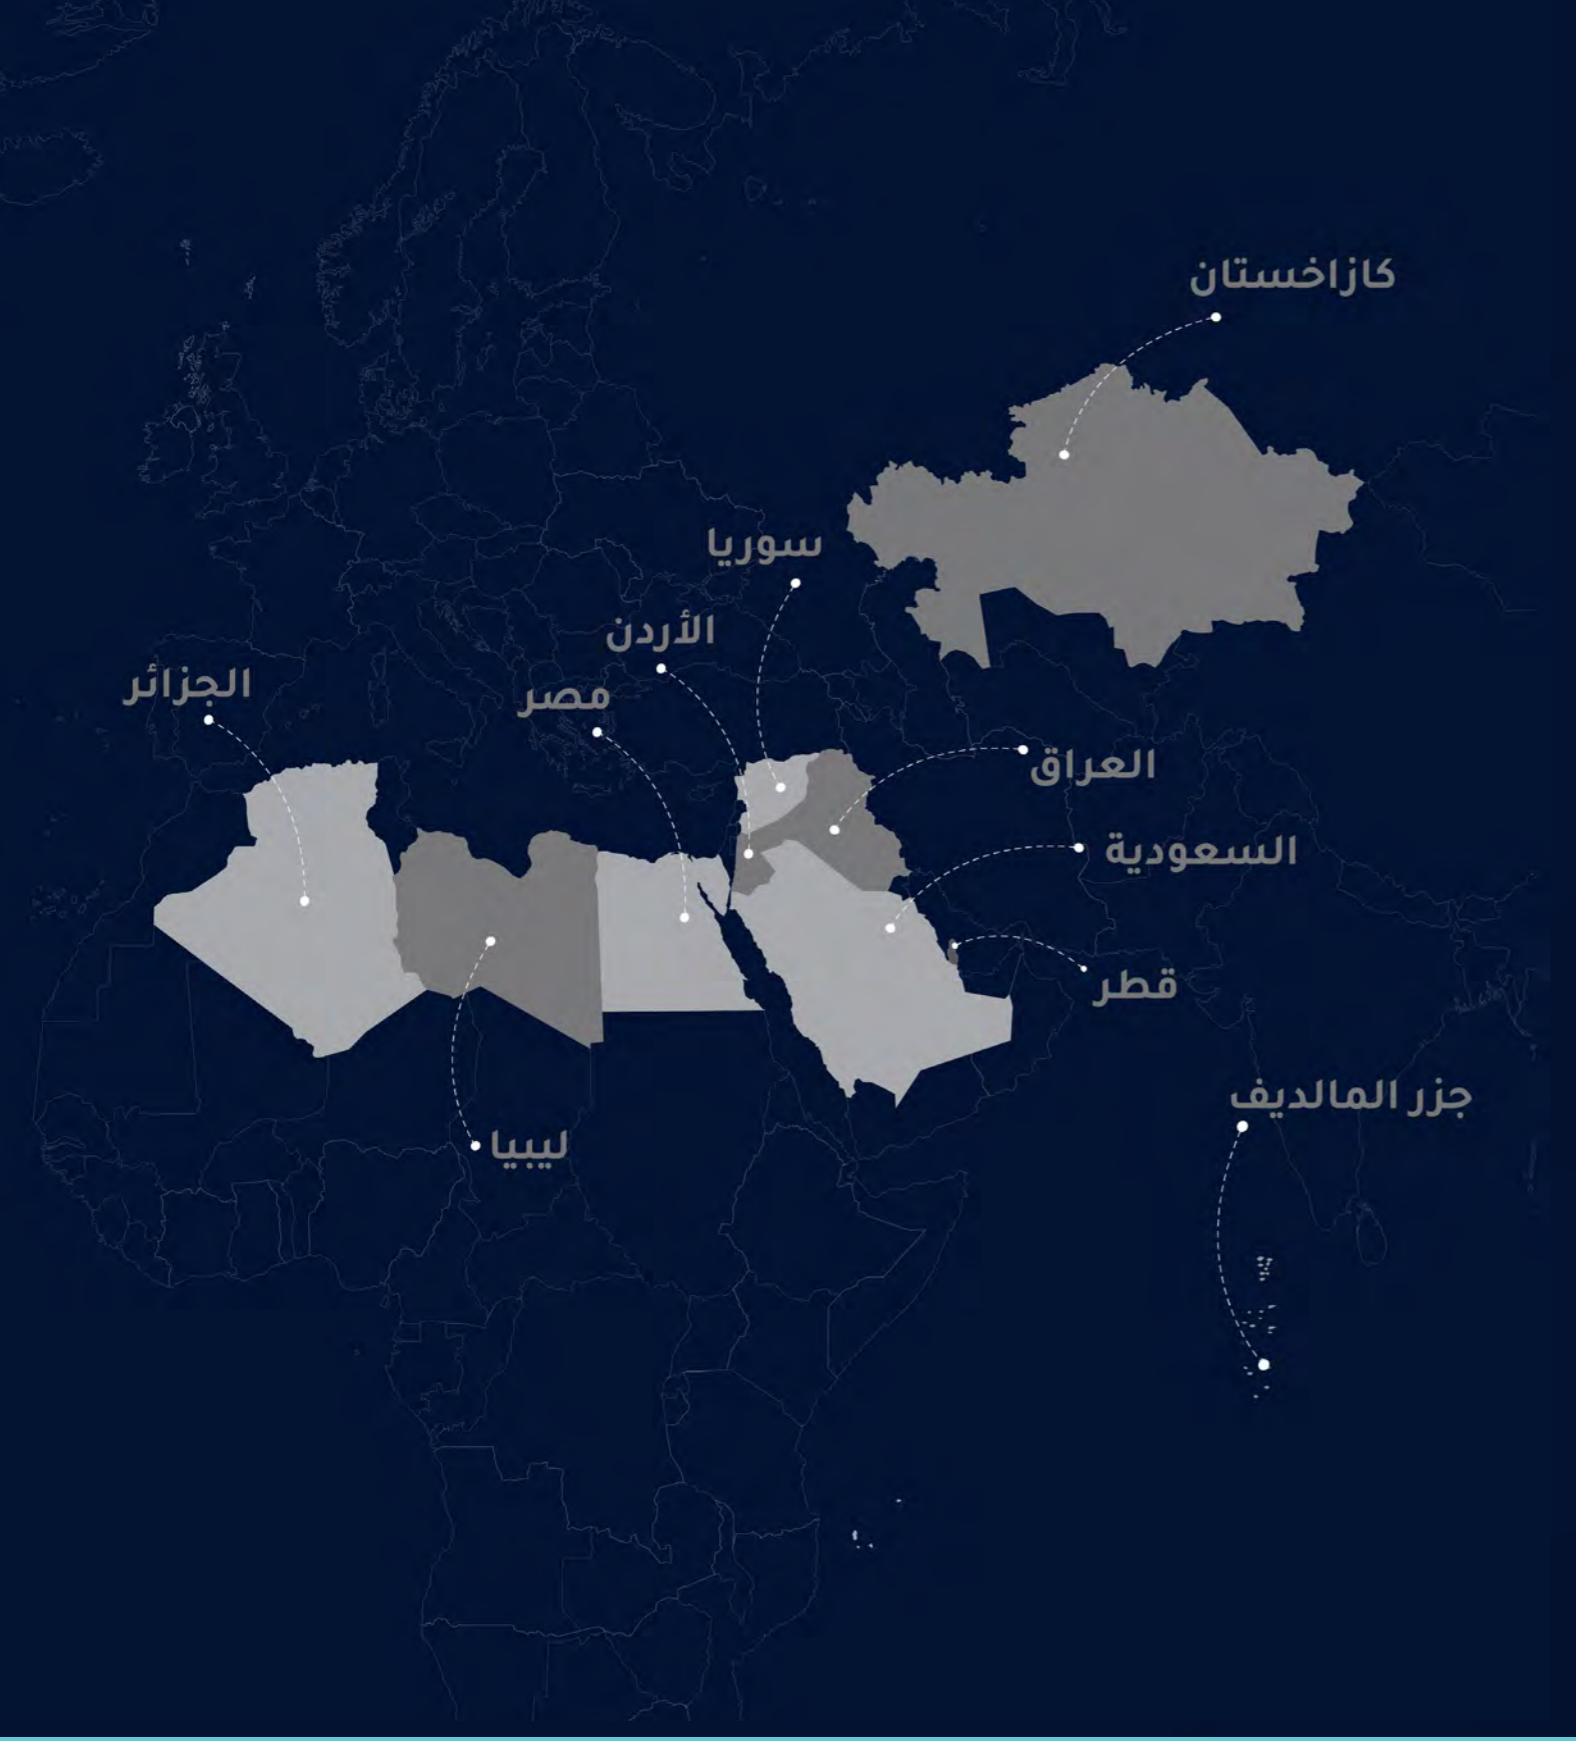 كازاخستان
سوريا
الأردن
الجزائر
مصر
العراق
السعودية
قطر
جزر المالديف
ليبيا